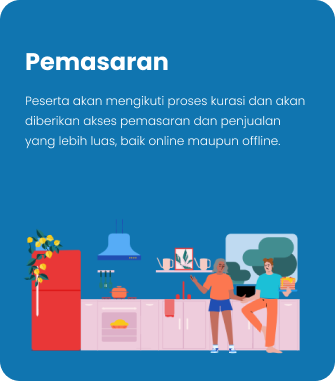 Pemasaran
Peserta akan mengikuti proses kurasi dan akan
diberikan akses pemasaran dan penjualan
yang lebih luas, baik online maupun offline.